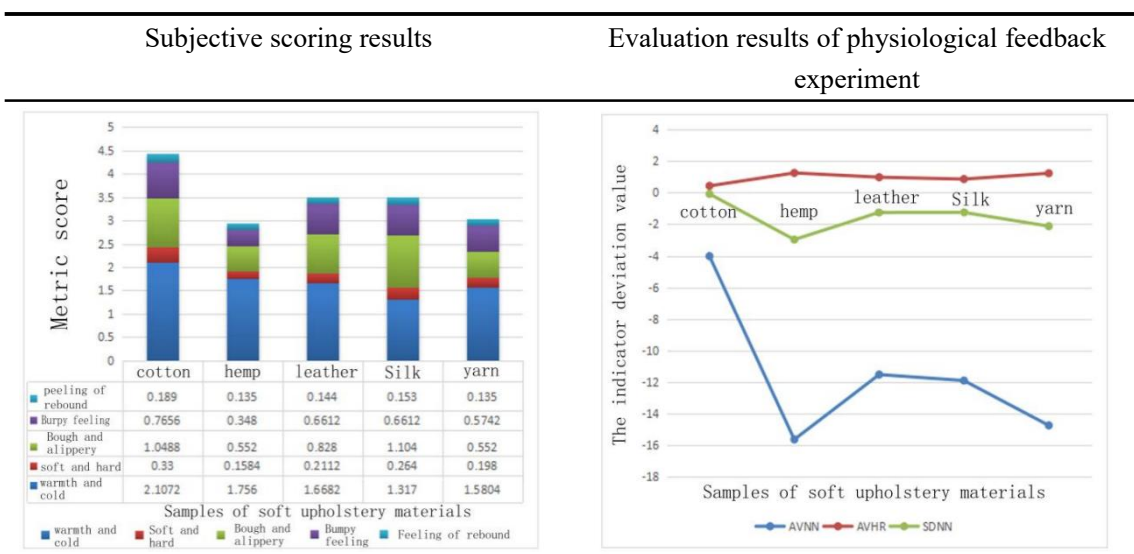 Subjective scoring results
Evaluation results of physiological feedback
experiment
5
4.5
4
3.5
3
2.5
2
1.5
1
0.5
0
Metric score
cotton hemp leather Silk yarn
peeling of
rebound 0.189 0.135 0.144 0.153 0.135
Burpy feeling 0.7656 0.348 0.6612 0.6612 0.5742
Bough and
alippery 1.0488 0.552 0.828 1.104 0.552
soft and hard 0.33 0.1584 0.2112 0.264 0.198
warmth and
cold 2.1072 1.756 1.6682 1.317 1.5804
Samples of soft upholstery materials
warmth and
cold
Soft and
hard
Bough and
alippery
Bumpy
feeling
Feeling of rebound
4
2
0
-2
-4
-6
-8
-10
-12
-14
-16
-18
The indicator deviation value
cotton hemp leather Silk yarn
Samples of soft upholstery materials
AVNN AVHR SDNN